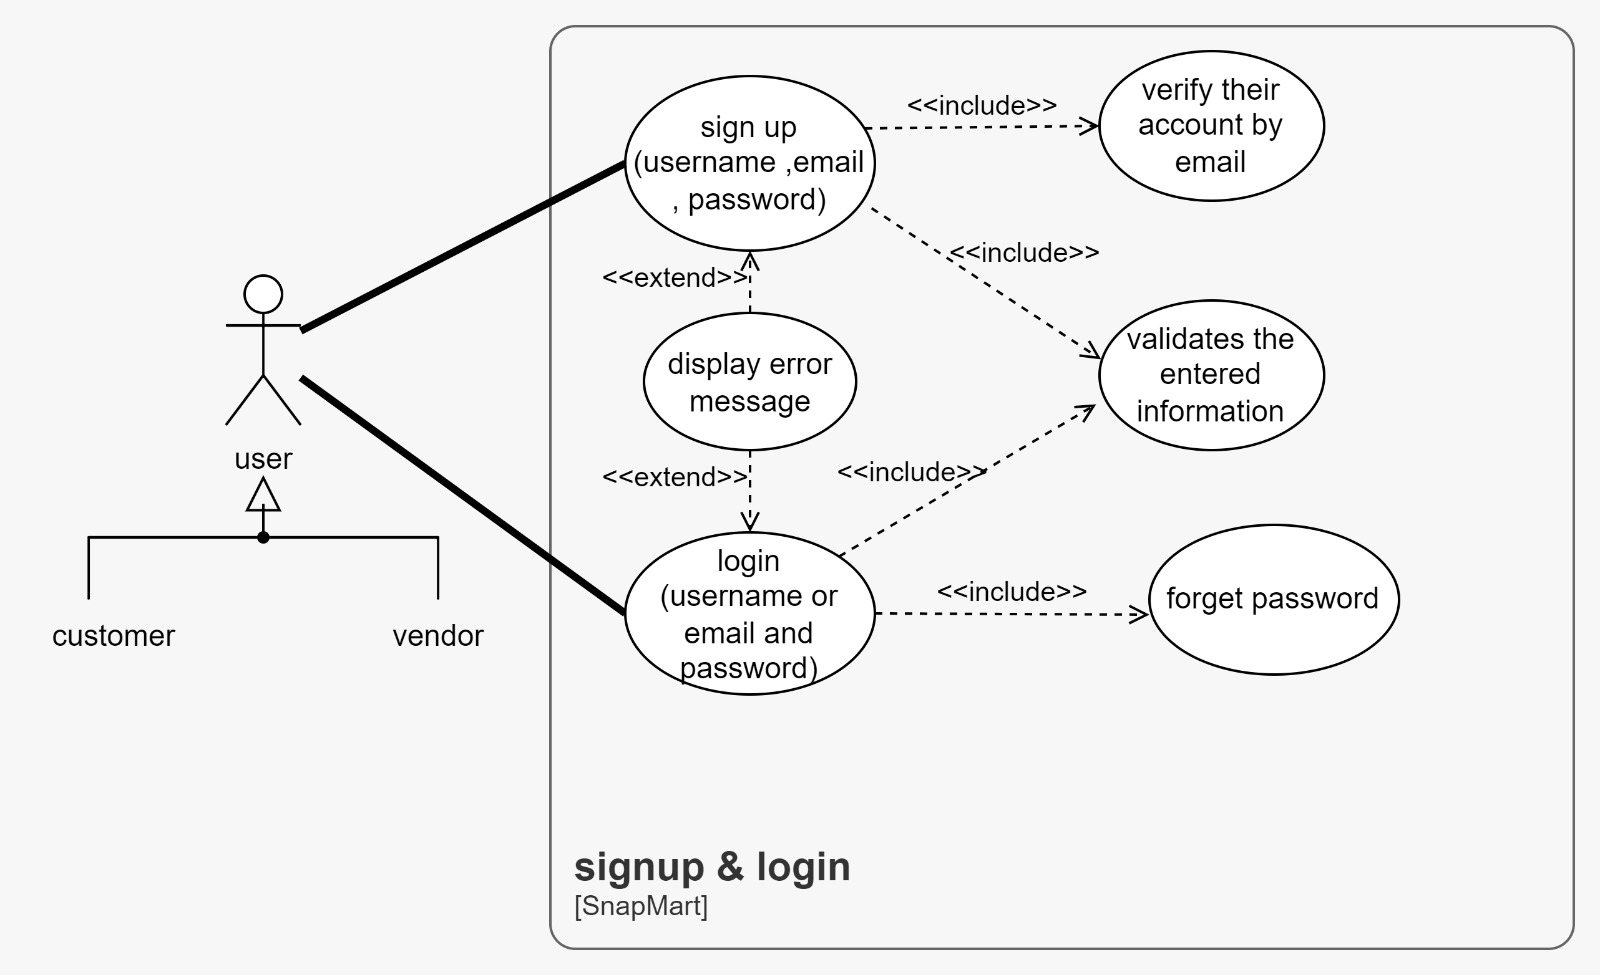 verify their
account by
email
<<include>>
sign up
(username ,email
, password)
<<include>>
<<extend>>
validates the
entered
information
display error
message
user
<<extend>>
<<include>>
login
(username or
email and
password)
<<include>>
forget password
customer
vendor
signup & login
[SnapMart]